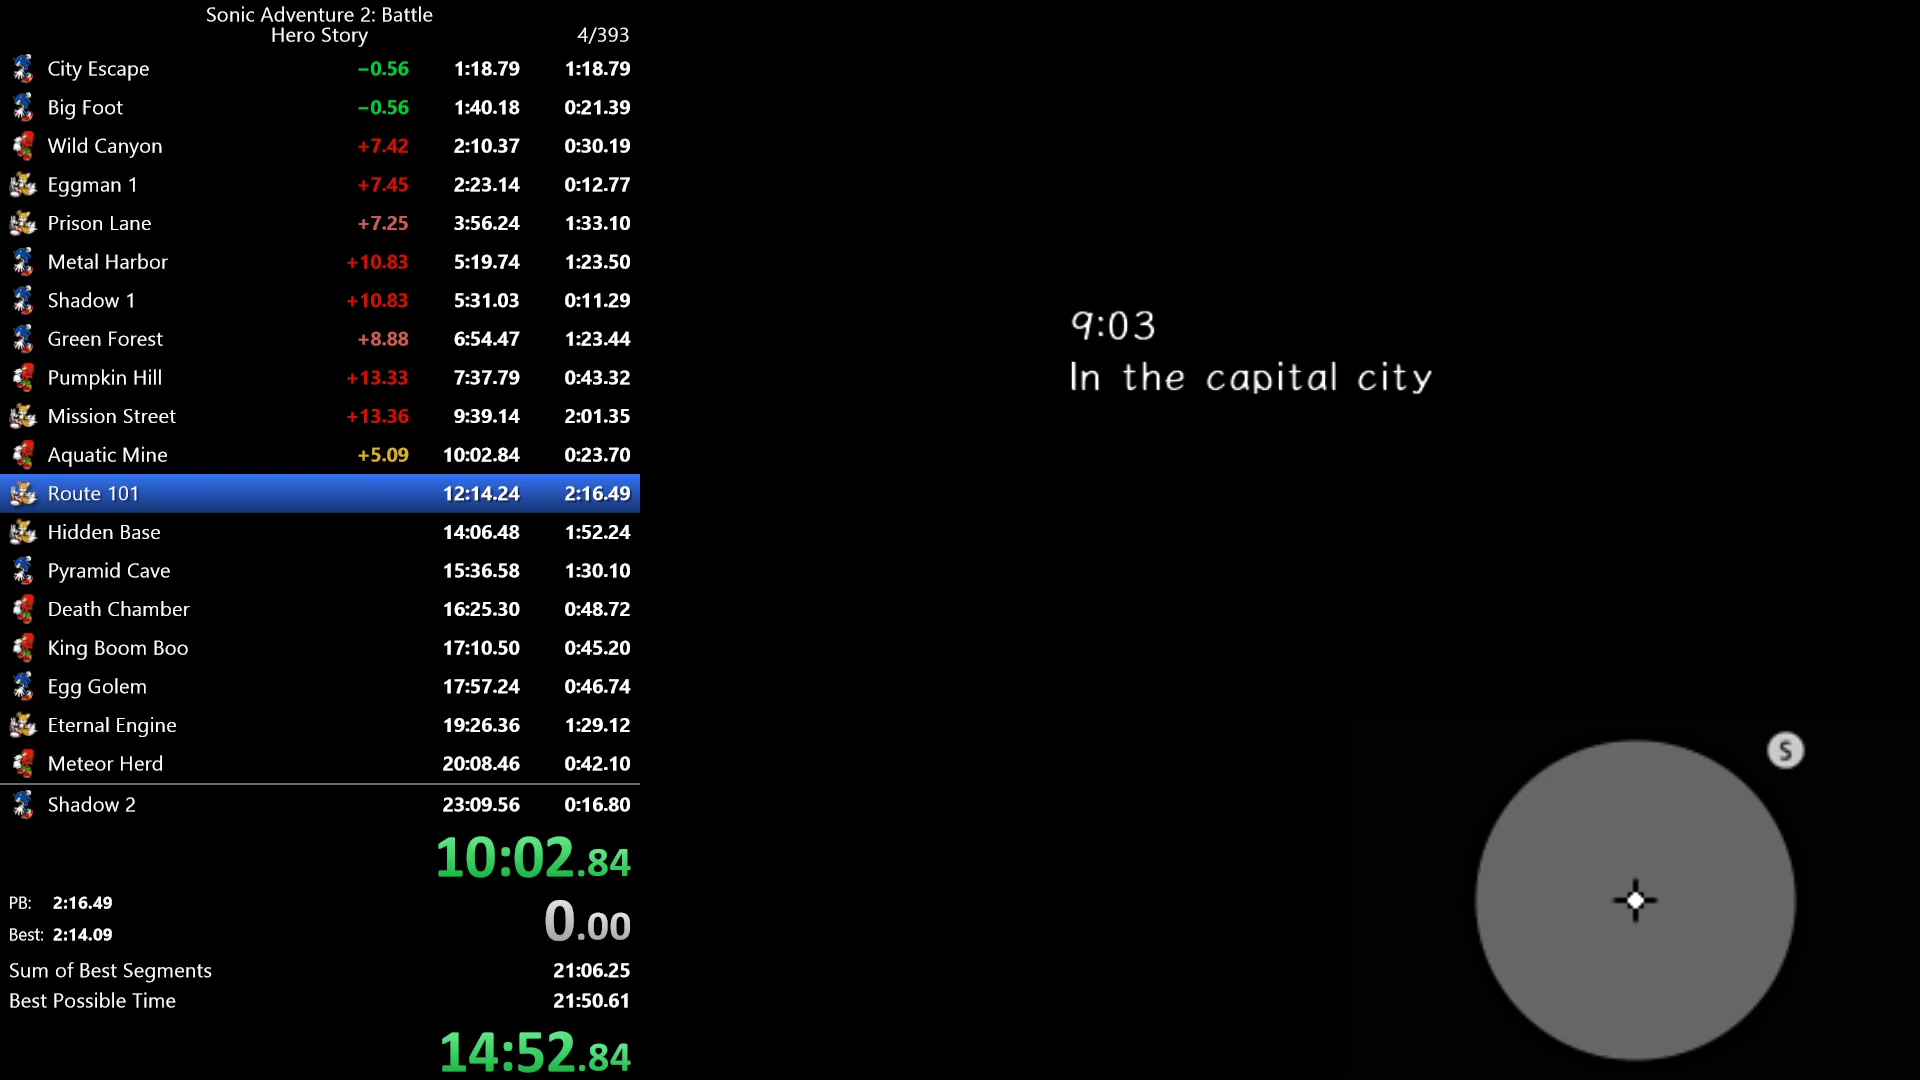 Sonic Adventure 2: Battle
Hero Story 4/393
City Escape −0.56 1:18.79 1:18.79
Big Foot −0.56 1:40.18 0:21.39
Wild Canyon +7.42 2:10.37 0:30.19
Eggman 1 +7.45 2:23.14 0:12.77
Prison Lane +7.25 3:56.24 1:33.10
Metal Harbor +10.83 5:19.74 1:23.50
Shadow 1 +10.83 5:31.03 0:11.29
Green Forest +8.88 6:54.47 1:23.44
Pumpkin Hill +13.33 7:37.79 0:43.32
Mission Street +13.36 9:39.14 2:01.35
Aquatic Mine +5.09 10:02.84 0:23.70
Route 101 12:14.24 2:16.49
Hidden Base 14:06.48 1:52.24
Pyramid Cave 15:36.58 1:30.10
Death Chamber 16:25.30 0:48.72
King Boom Boo 17:10.50 0:45.20
Egg Golem 17:57.24 0:46.74
Eternal Engine 19:26.36 1:29.12
Meteor Herd 20:08.46 0:42.10
Shadow 2 23:09.56 0:16.80
10:02.84
PB: 2:16.49
0.00
Best: 2:14.09
Sum of Best Segments 21:06.25
Best Possible Time 21:50.61
14:52.84
9:03
In the capital city
S